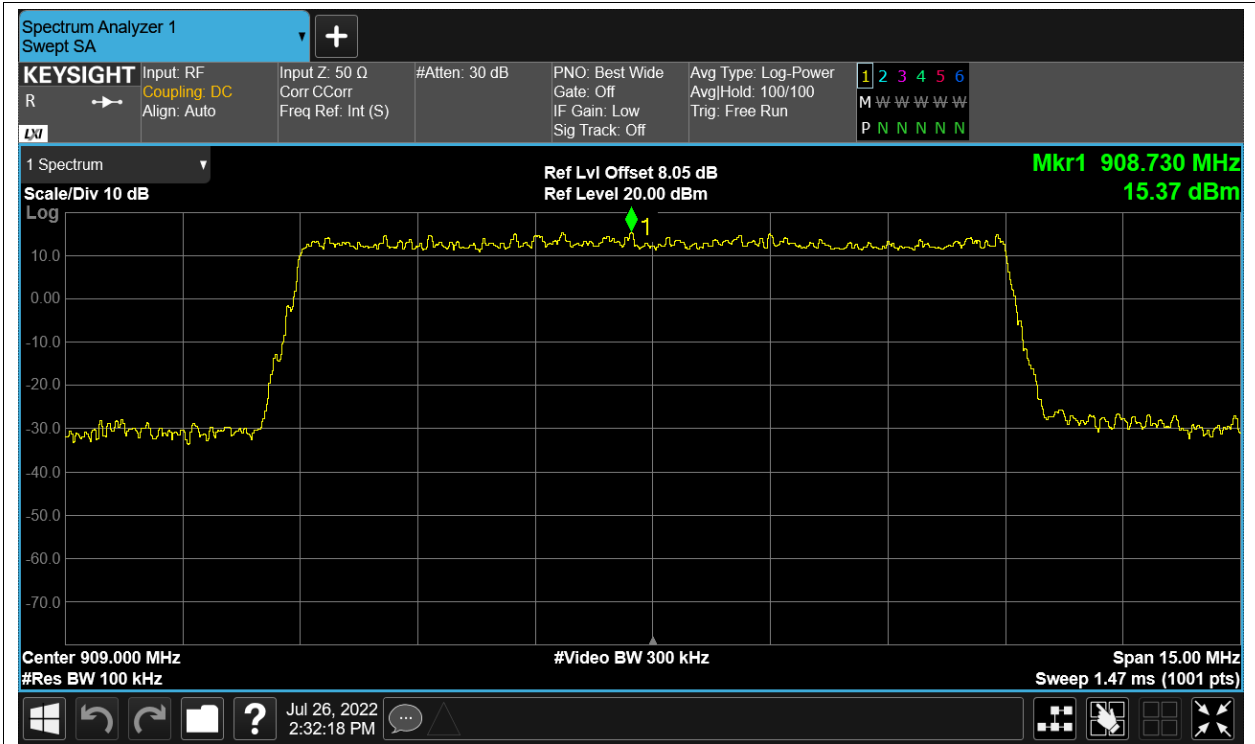 Spectrum Analyzer 1
Swept SA
+
KEYSIGHT Input: RF Input Z: 50 Ω #Atten: 30 dB PNO: Best Wide Avg Type: Log-Power 1 2 3 4 5 6
R Coupling: DC Corr CCorr Gate: Off Avg|Hold: 100/100 M W W W W W
Align: Auto Freq Ref: Int (S) IF Gain: Low Trig: Free Run
LXI Sig Track: Off P N N N N N
1 Spectrum Ref Lvl Offset 8.05 dB Mkr1 908.730 MHz
Scale/Div 10 dB Ref Level 20.00 dBm 15.37 dBm
Log
1
10.0
0.00
-10.0
-20.0
-30.0
-40.0
-50.0
-60.0
-70.0
Center 909.000 MHz #Video BW 300 kHz Span 15.00 MHz
#Res BW 100 kHz Sweep 1.47 ms (1001 pts)
? Jul 26, 2022
2:32:18 PM